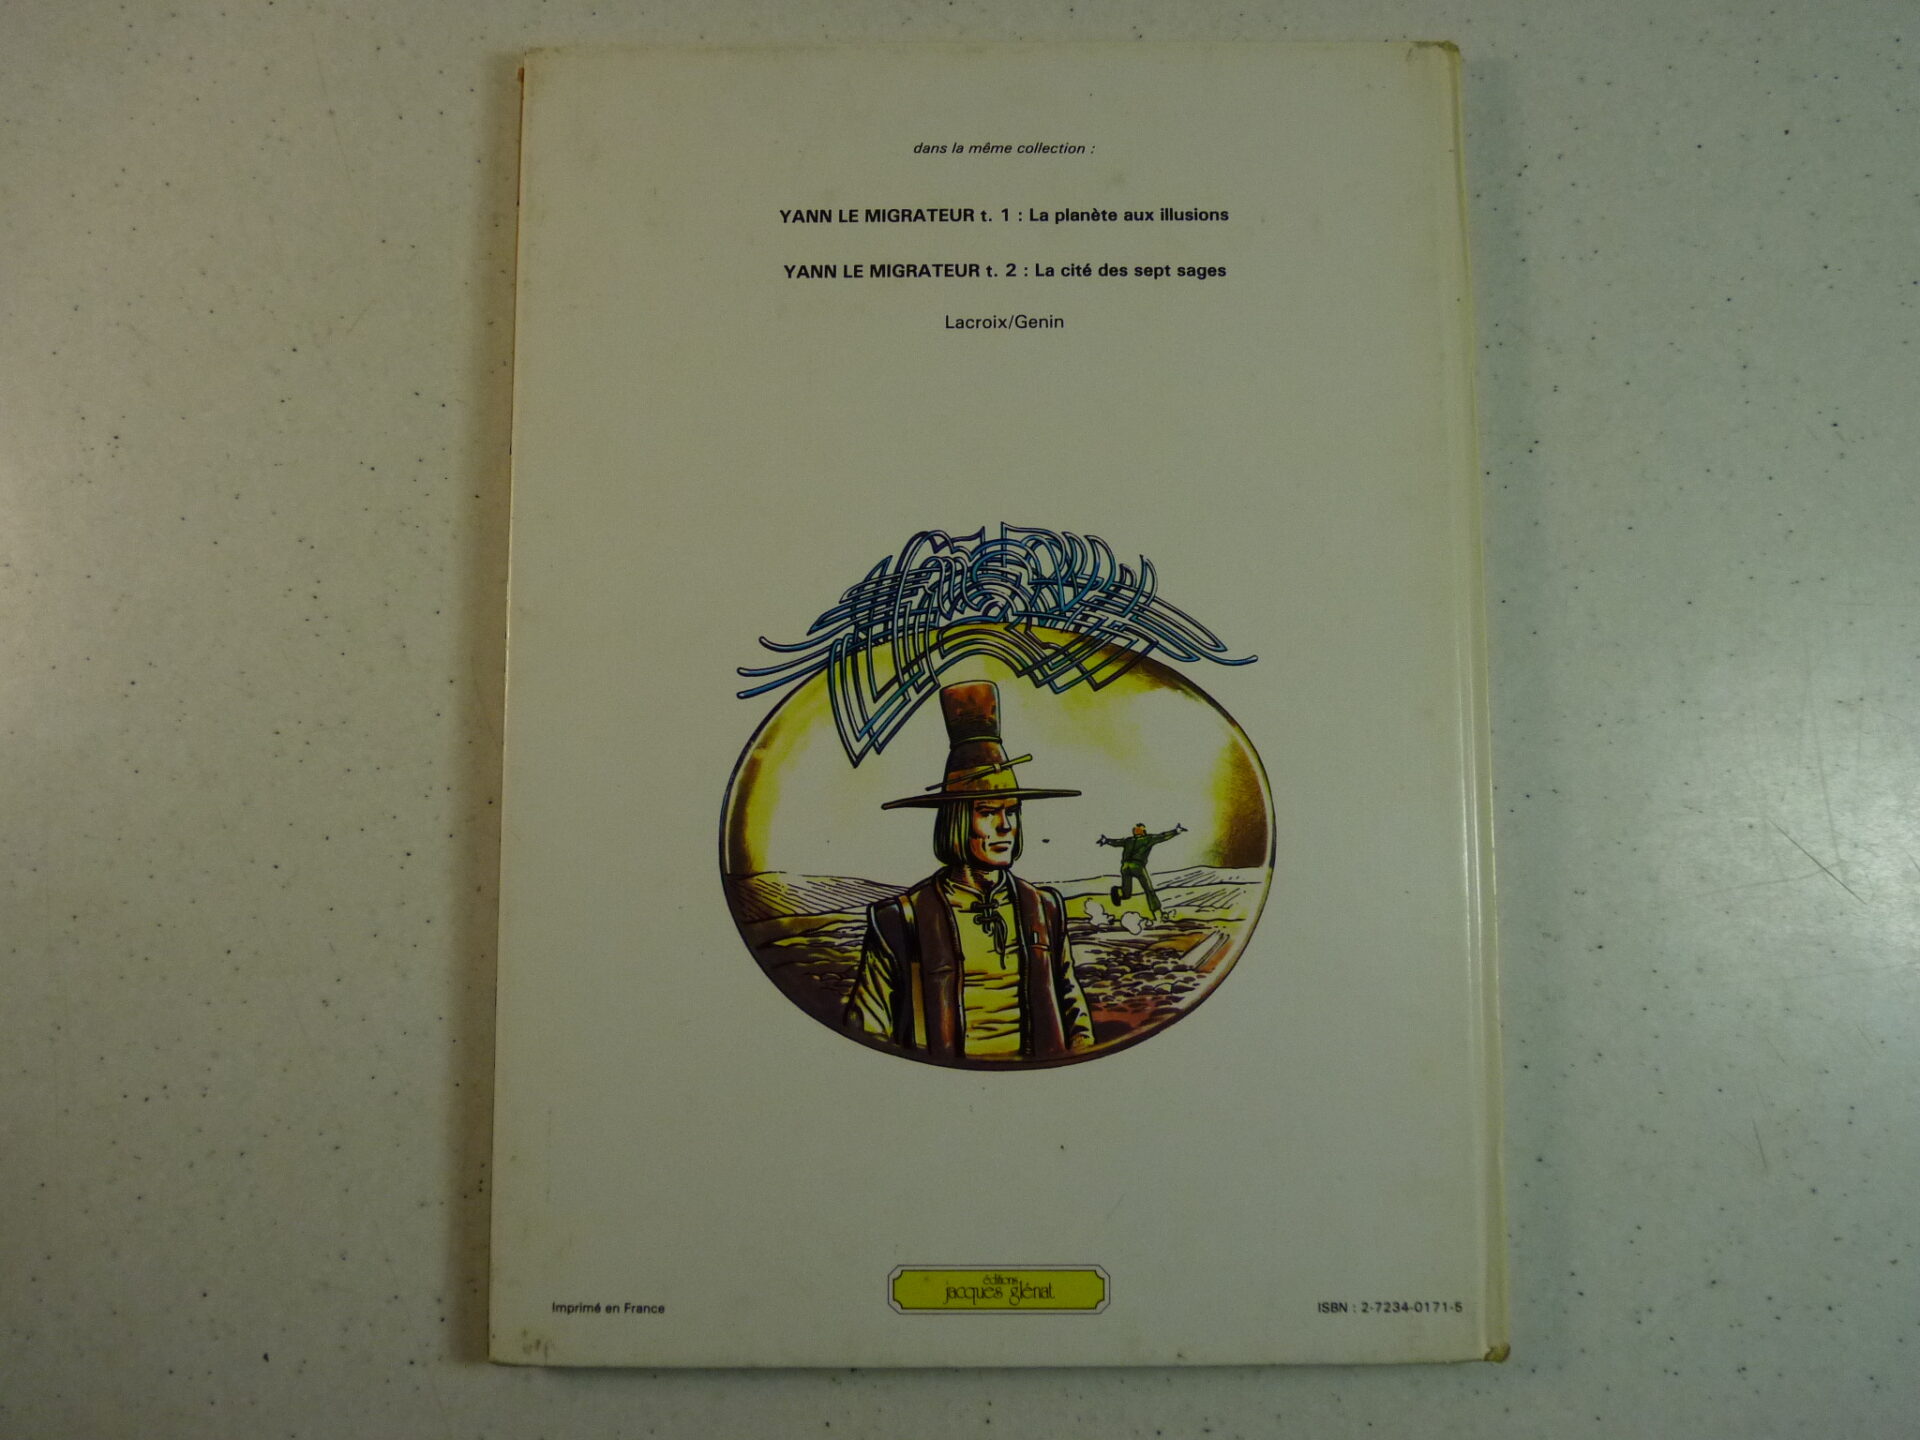 dans la même collection :
YANN LE MIGRATEUR t. 1 : La planète aux illusions
YANN LE MIGRATEUR t. 2 : La cité des sept sages
Lacroix/Genin
éditions
jacques glénat
Imprimé en France
ISBN : 2-7234-0171-5